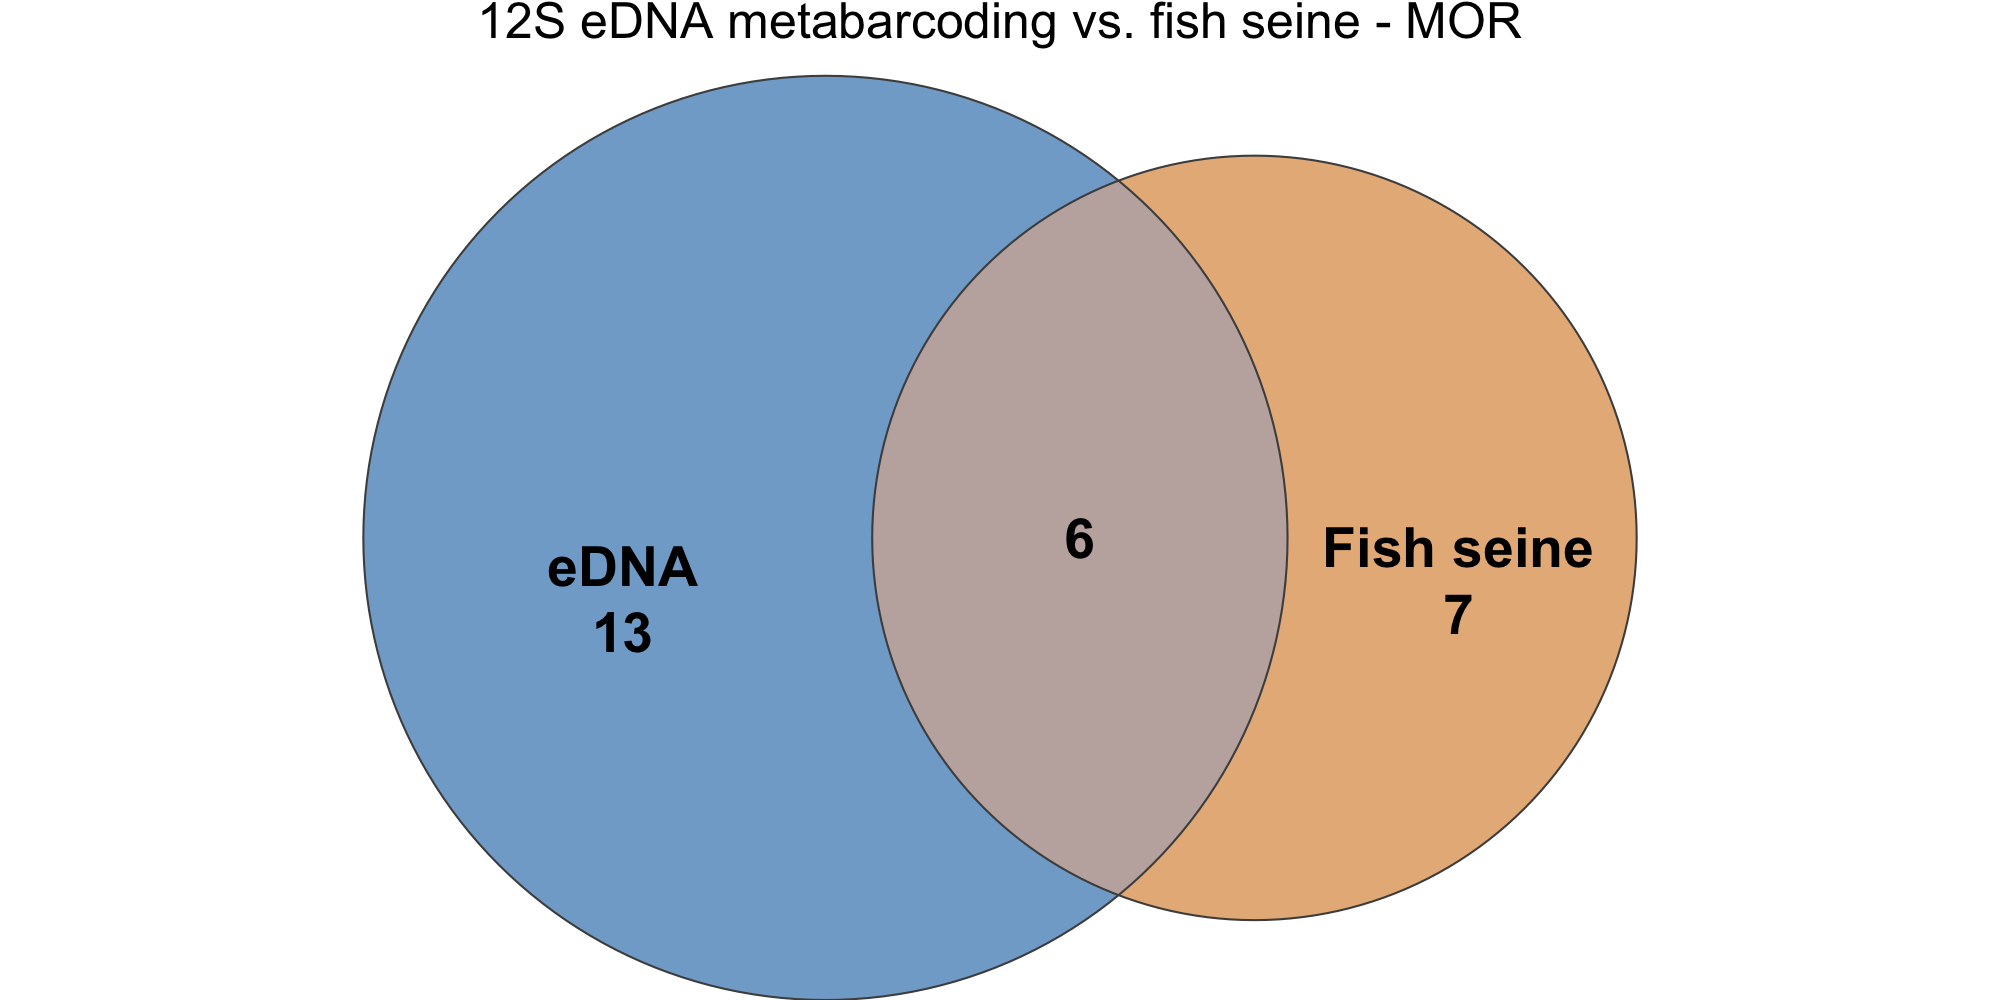 12S eDNA metabarcoding vs. fish seine - MOR
eDNA
13
6
Fish seine
7